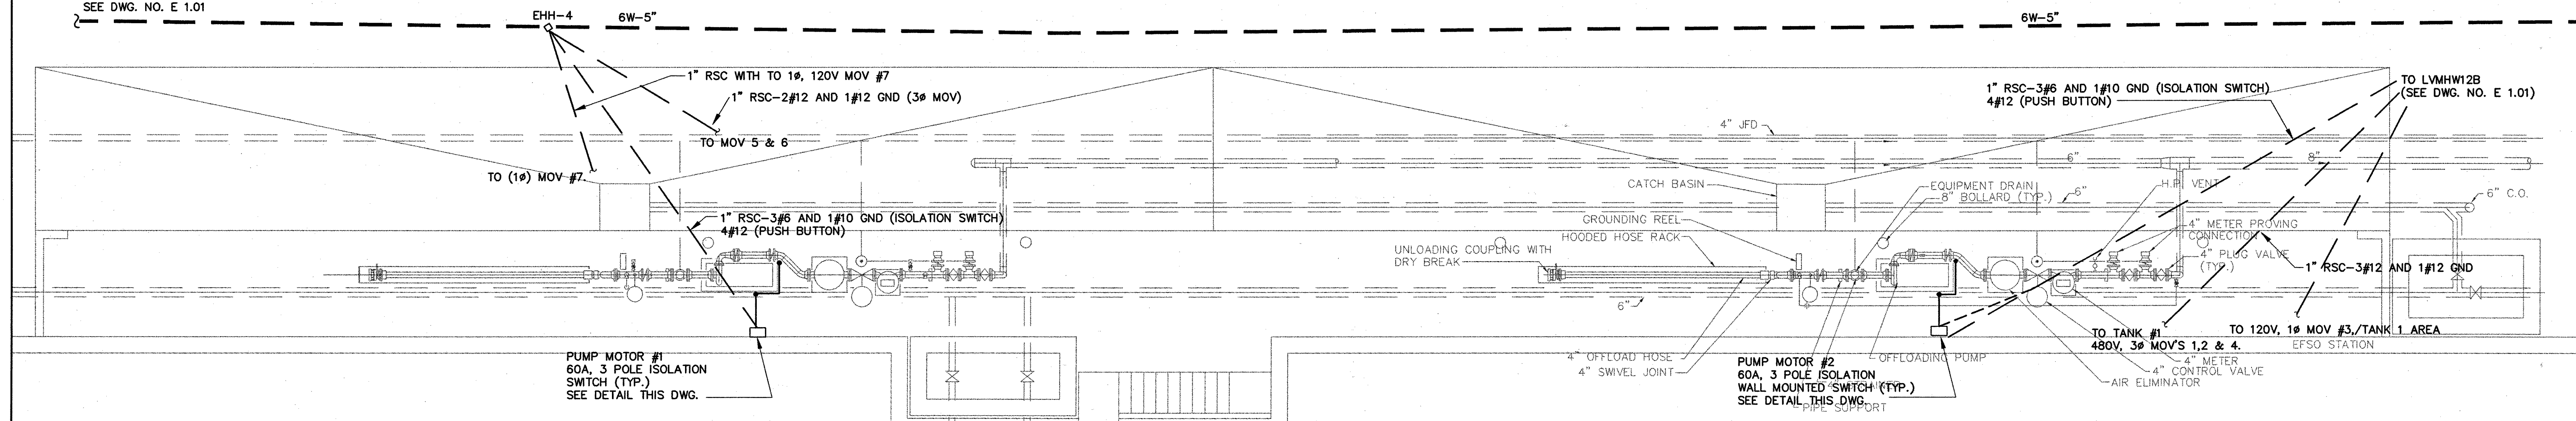 SEE DWG. NO. E 1.01
EHH-4
6W-5"
6W-5"
1" RSC WITH TO 1ø, 120V MOV #7
1" RSC-2#12 AND 1#12 GND (3ø MOV)
TO MOV 5 & 6
TO (1ø) MOV #7.
1" RSC-3#6 AND 1#10 GND (ISOLATION SWITCH)
4#12 (PUSH BUTTON)
PUMP MOTOR #1
60A, 3 POLE ISOLATION
SWITCH (TYP.)
SEE DETAIL THIS DWG.
1" RSC-3#6 AND 1#10 GND (ISOLATION SWITCH)
4#12 (PUSH BUTTON)
TO LVMHW12B
(SEE DWG. NO. E 1.01)
4" JFD
6"
8"
CATCH BASIN
EQUIPMENT DRAIN
8" BOLLARD (TYP.)
6"
H.P. VENT
6" C.O.
GROUNDING REEL
HOODED HOSE RACK
UNLOADING COUPLING WITH
DRY BREAK
4" METER PROVING
CONNECTION
4" PLUG VALVE
(TYP.)
1" RSC-3#12 AND 1#12 GND
6"
4" OFFLOAD HOSE
4" SWIVEL JOINT
PUMP MOTOR #2
60A, 3 POLE ISOLATION
WALL MOUNTED SWITCH (TYP.)
SEE DETAIL THIS DWG.
OFFLOADING PUMP
PIPE SUPPORT
TO TANK #1
480V, 3ø MOV'S 1,2 & 4.
TO 120V, 1ø MOV #3,/TANK 1 AREA
EFSO STATION
4" METER
4" CONTROL VALVE
AIR ELIMINATOR